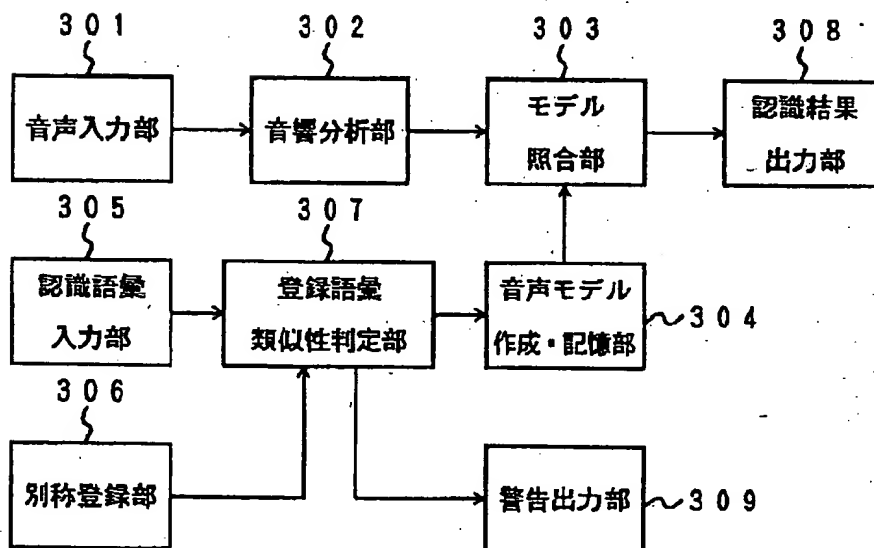 301
302
303
308
音声入力部
音響分析部
モデル
照合部
認識結果
出力部
305
307
認識語彙
入力部
登録語彙
類似性判定部
音声モデル
作成・記憶部
304
306
別称登録部
警告出力部
309